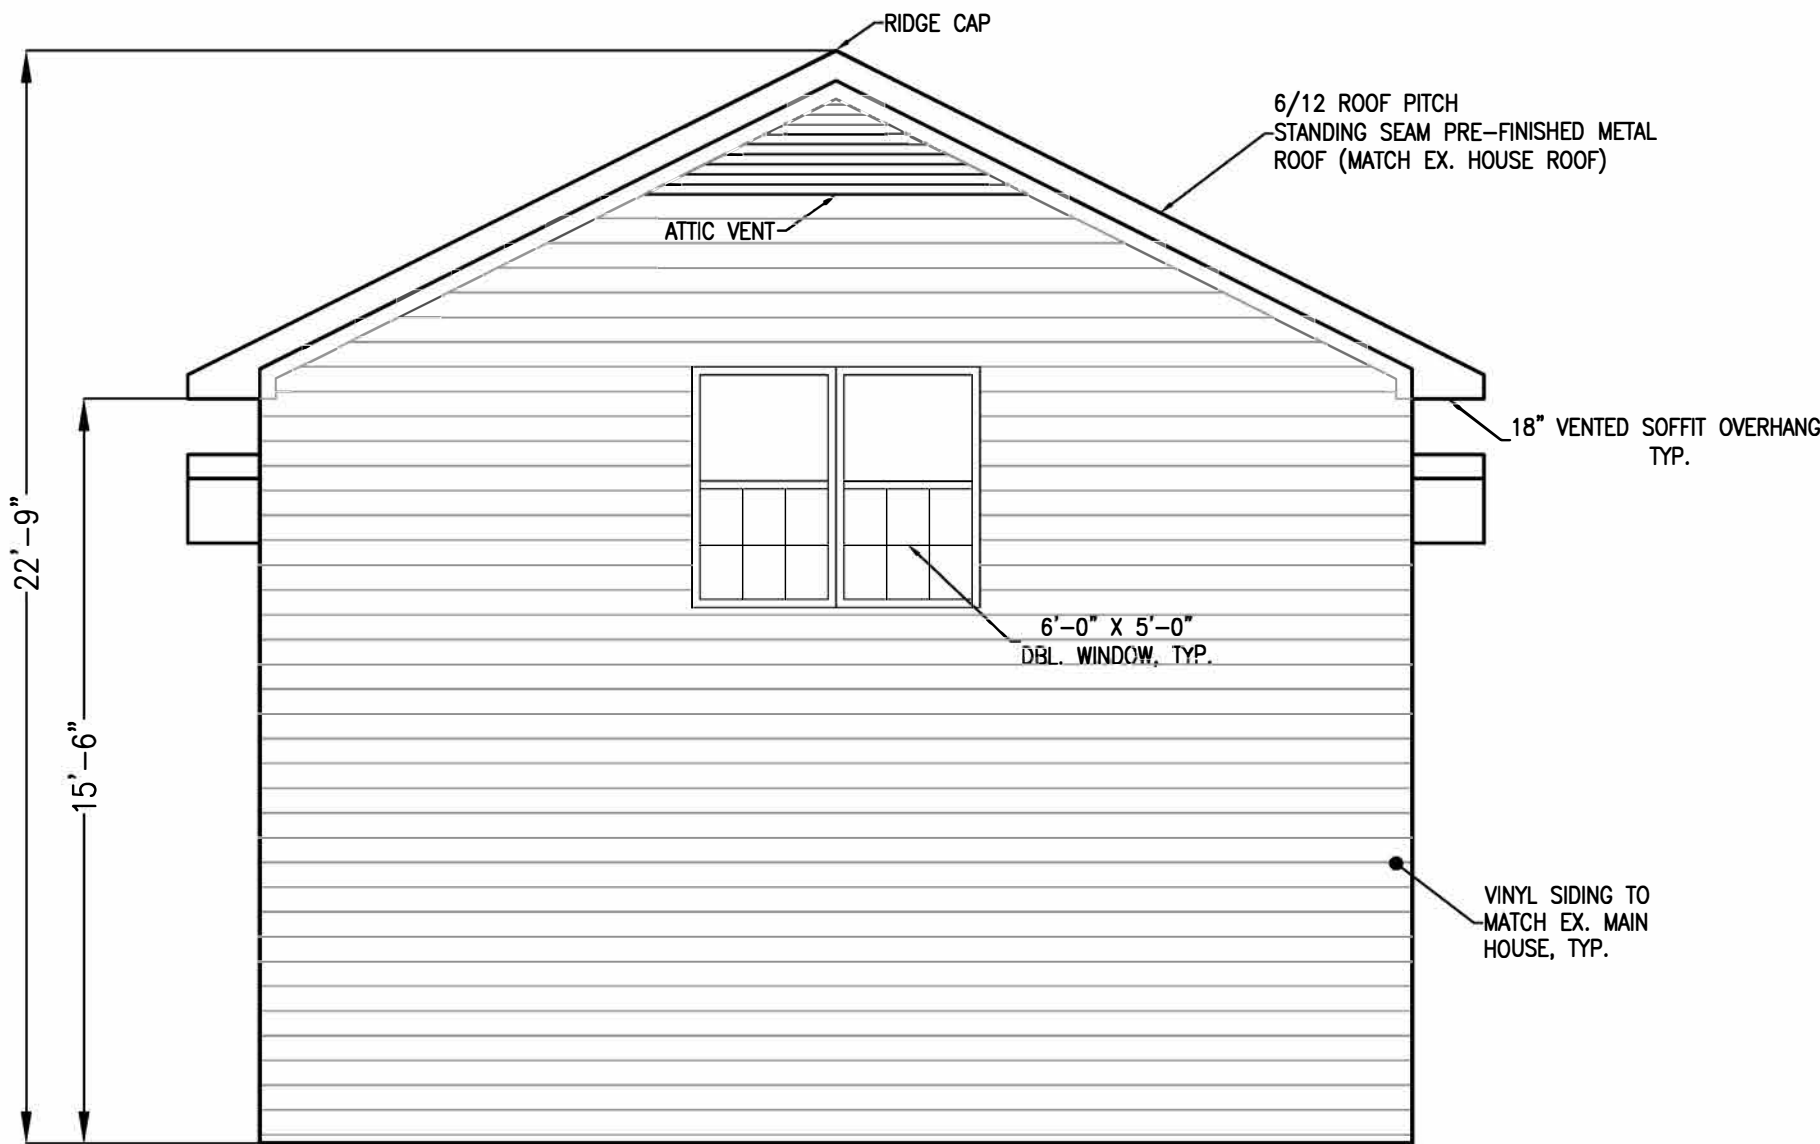 RIDGE CAP
6/12 ROOF PITCH
STANDING SEAM PRE-FINISHED METAL
ROOF (MATCH EX. HOUSE ROOF)
ATTIC VENT
18" VENTED SOFFIT OVERHANG
TYP.
22'-9"
6'-0" X 5'-0"
DBL. WINDOW, TYP.
15'-6"
VINYL SIDING TO
MATCH EX. MAIN
HOUSE, TYP.